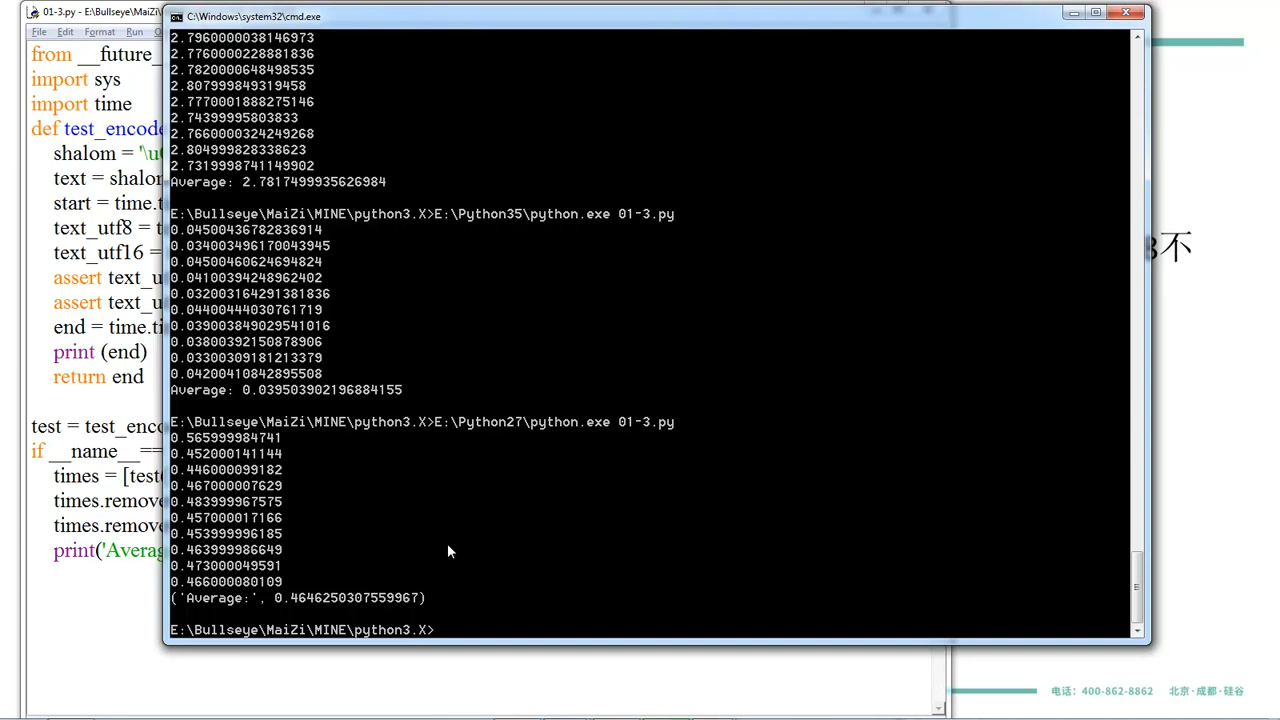 01-3.py - E:\Bullseye\MaiZi
C:\Windows\system32\cmd.exe
File Edit Format Run
from __future_
import sys
import time
def test_encode
shalom = '\u
text = shalom
start = time.t
text_utf8 = t
text_utf16 =
assert text_u
assert text_u
end = time.ti
print (end)
return end
test = test_enco
if __name__==
times = [test(
times.remove
times.remove
print('Averag
2.7960000038146973
2.7760000228881836
2.7820000648498535
2.807999849319458
2.7770001888275146
2.74399995803833
2.7660000324249268
2.804999828338623
2.7319998741149902
Average: 2.7817499935626984
E:\Bullseye\MaiZi\MINE\python3.X>E:\Python35\python.exe 01-3.py
0.04500436782836914
0.034003496170043945
0.04500460624694824
0.04100394248962402
0.032003164291381836
0.04400444030761719
0.039003849029541016
0.03800392150878906
0.03300309181213379
0.04200410842895508
Average: 0.039503902196884155
E:\Bullseye\MaiZi\MINE\python3.X>E:\Python27\python.exe 01-3.py
0.565999984741
0.452000141144
0.446000099182
0.467000007629
0.483999967575
0.457000017166
0.453999996185
0.463999986649
0.473000049591
0.466000080109
('Average:', 0.4646250307559967)
E:\Bullseye\MaiZi\MINE\python3.X>
不
电话：400-862-8862 北京·成都·硅谷